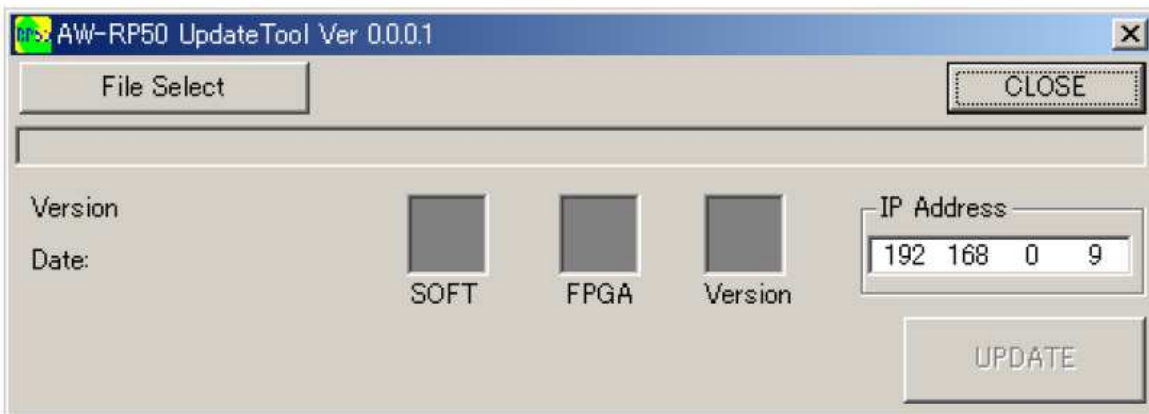 AW-RP50 UpdateTool Ver 0.0.0.1
File Select
CLOSE
Version
Date:
SOFT
FPGA
Version
IP Address
192 168 0 9
UPDATE